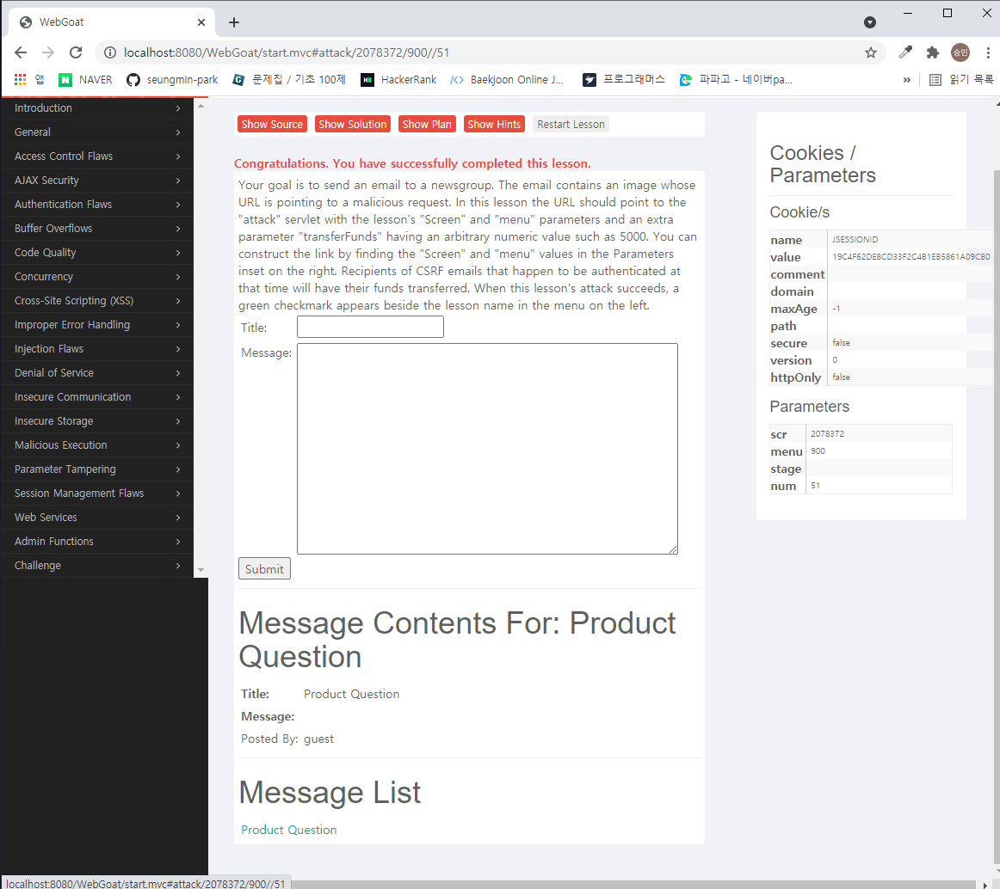 WebGoat
localhost:8080/WebGoat/start.mvc#attack/2078372/900//51
승민
앱 NAVER seungmin-park 문제집 / 기초 100제 HackerRank Baekjoon Online J... 프로그래머스 파파고 - 네이버pa... » 읽기 목록
Introduction
General
Access Control Flaws
AJAX Security
Authentication Flaws
Buffer Overflows
Code Quality
Concurrency
Cross-Site Scripting (XSS)
Improper Error Handling
Injection Flaws
Denial of Service
Insecure Communication
Insecure Storage
Malicious Execution
Parameter Tampering
Session Management Flaws
Web Services
Admin Functions
Challenge
Show Source Show Solution Show Plan Show Hints Restart Lesson
Congratulations. You have successfully completed this lesson.
Your goal is to send an email to a newsgroup. The email contains an image whose
URL is pointing to a malicious request. In this lesson the URL should point to the
"attack" servlet with the lesson's "Screen" and "menu" parameters and an extra
parameter "transferFunds" having an arbitrary numeric value such as 5000. You can
construct the link by finding the "Screen" and "menu" values in the Parameters
inset on the right. Recipients of CSRF emails that happen to be authenticated at
that time will have their funds transferred. When this lesson's attack succeeds, a
green checkmark appears beside the lesson name in the menu on the left.
Title:
Message:
Submit
Message Contents For: Product
Question
Title: Product Question
Message:
Posted By: guest
Message List
Product Question
Cookies /
Parameters
Cookie/s
name JSESSIONID
value 19C4F62DE8CD33F2C4B1EB5861A09CB0
comment
domain
maxAge -1
path
secure false
version 0
httpOnly false
Parameters
scr 2078372
menu 900
stage
num 51
localhost:8080/WebGoat/start.mvc#attack/2078372/900//51